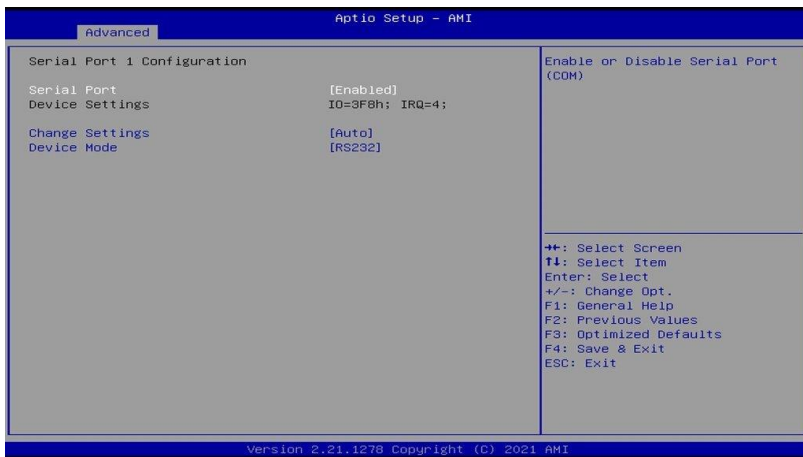 Aptio Setup – AMI
Advanced
Serial Port 1 Configuration
Serial Port [Enabled]
Device Settings IO=3F8h; IRQ=4;
Change Settings [Auto]
Device Mode [RS232]
Enable or Disable Serial Port
(COM)
→←: Select Screen
↑↓: Select Item
Enter: Select
+/-: Change Opt.
F1: General Help
F2: Previous Values
F3: Optimized Defaults
F4: Save & Exit
ESC: Exit
Version 2.21.1278 Copyright (C) 2021 AMI